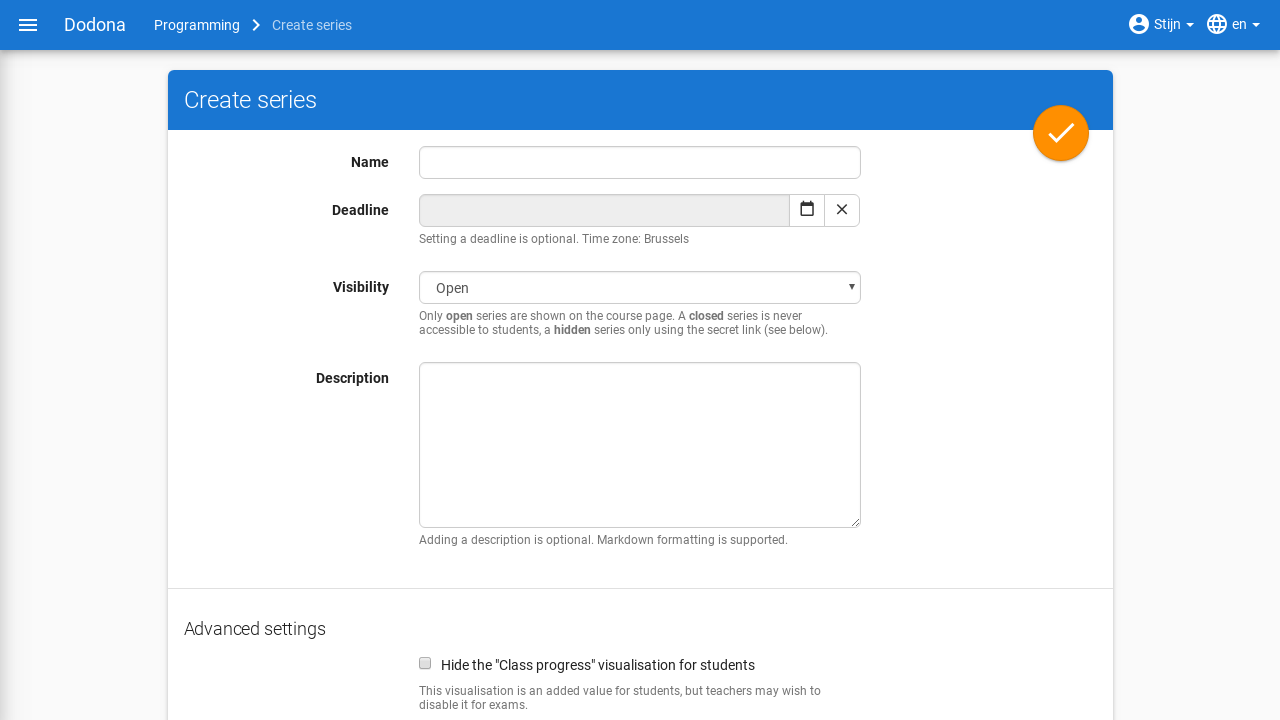 Dodona Programming Create series Stijn en
Create series
Name
Deadline
Setting a deadline is optional. Time zone: Brussels
Visibility Open
Only open series are shown on the course page. A closed series is never
accessible to students, a hidden series only using the secret link (see below).
Description
Adding a description is optional. Markdown formatting is supported.
Advanced settings
Hide the "Class progress" visualisation for students
This visualisation is an added value for students, but teachers may wish to
disable it for exams.